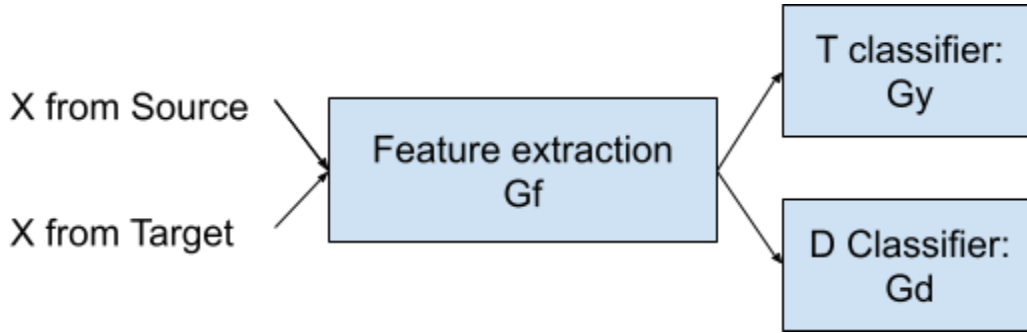 X from Source
X from Target
Feature extraction
Gf
T classifier:
Gy
D Classifier:
Gd